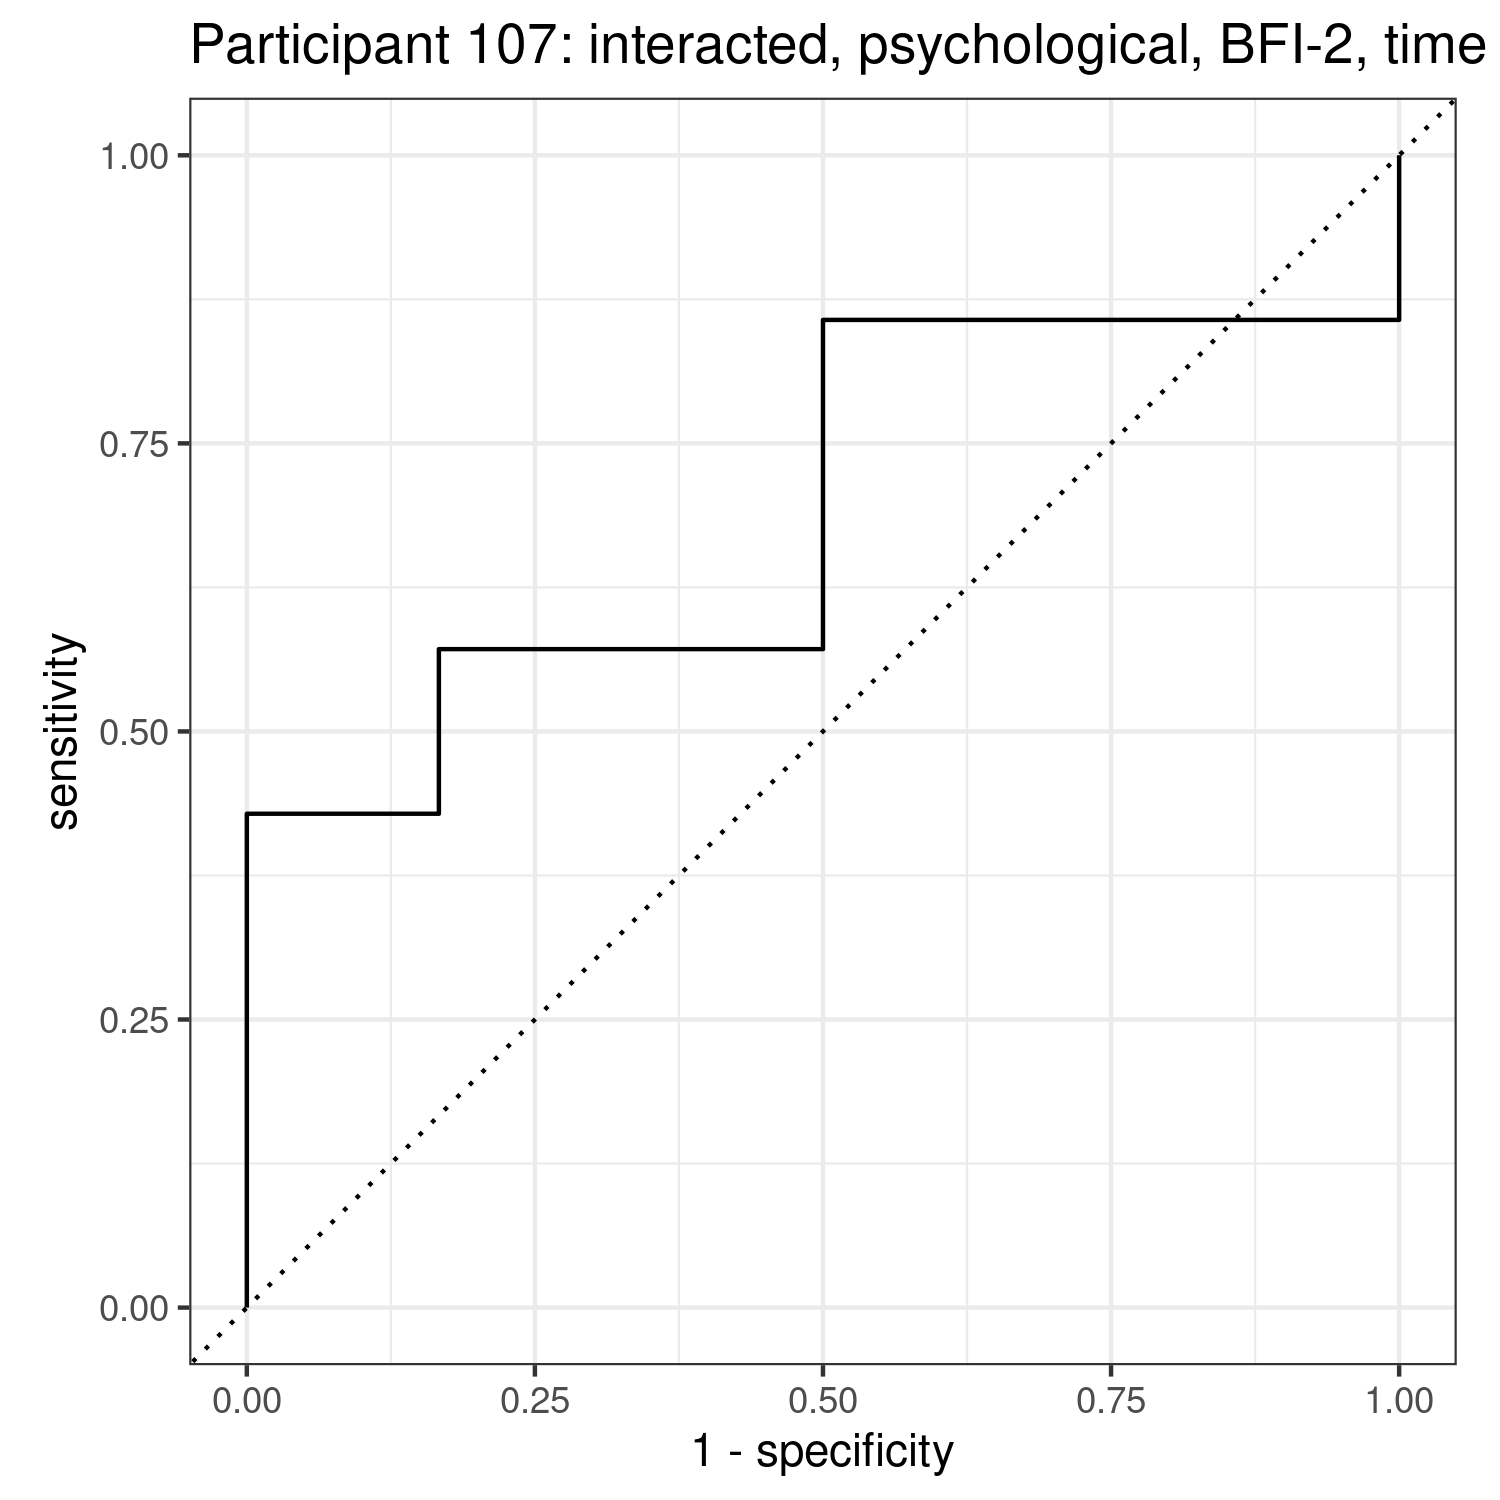 Participant 107: interacted, psychological, BFI-2, time
1.00
0.75
0.50
0.25
0.00
sensitivity
0.00 0.25 0.50 0.75 1.00
1 - specificity